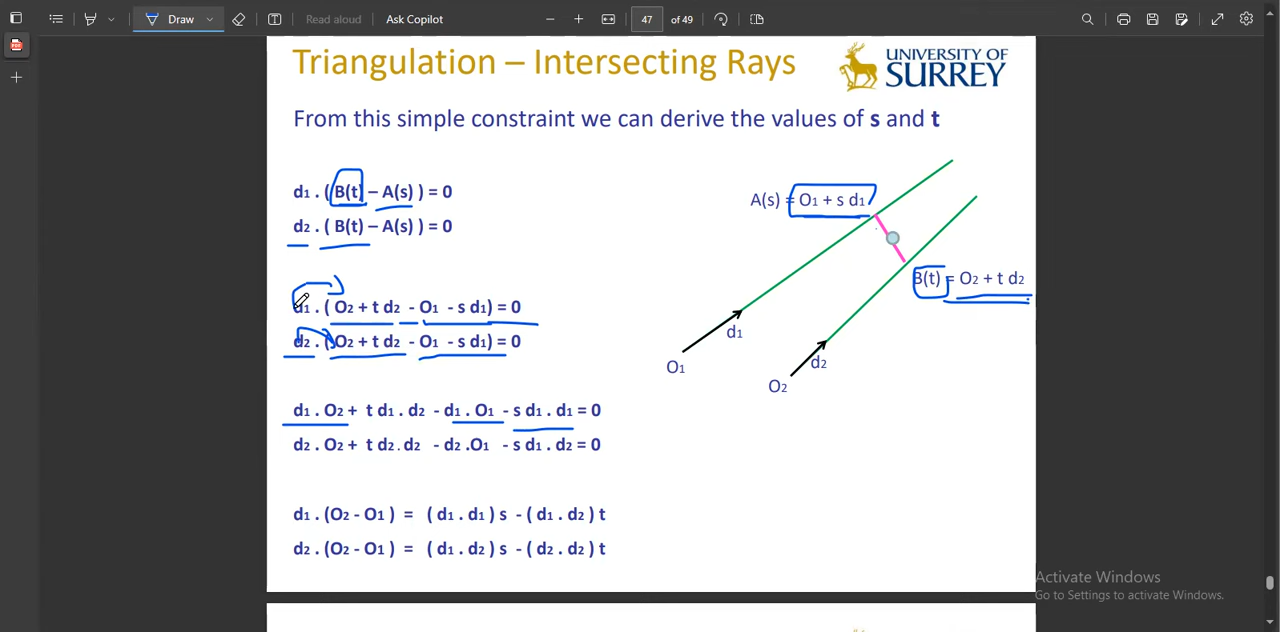 Draw
Read aloud
Ask Copilot
47 of 49
Triangulation – Intersecting Rays
UNIVERSITY OF
SURREY
From this simple constraint we can derive the values of s and t
d1 . ( B(t) – A(s) ) = 0
d2 . ( B(t) – A(s) ) = 0
d1 . ( O2 + t d2 - O1 - s d1) = 0
d2 . ( O2 + t d2 - O1 - s d1) = 0
d1 . O2 + t d1 . d2 - d1 . O1 - s d1 . d1 = 0
d2 . O2 + t d2 . d2 - d2 .O1 - s d1 . d2 = 0
d1 . (O2 - O1 ) = ( d1 . d1 ) s - ( d1 . d2 ) t
d2 . (O2 - O1 ) = ( d1 . d2 ) s - ( d2 . d2 ) t
A(s) = O1 + s d1
B(t) = O2 + t d2
d1
d2
O1
O2
Activate Windows
Go to Settings to activate Windows.